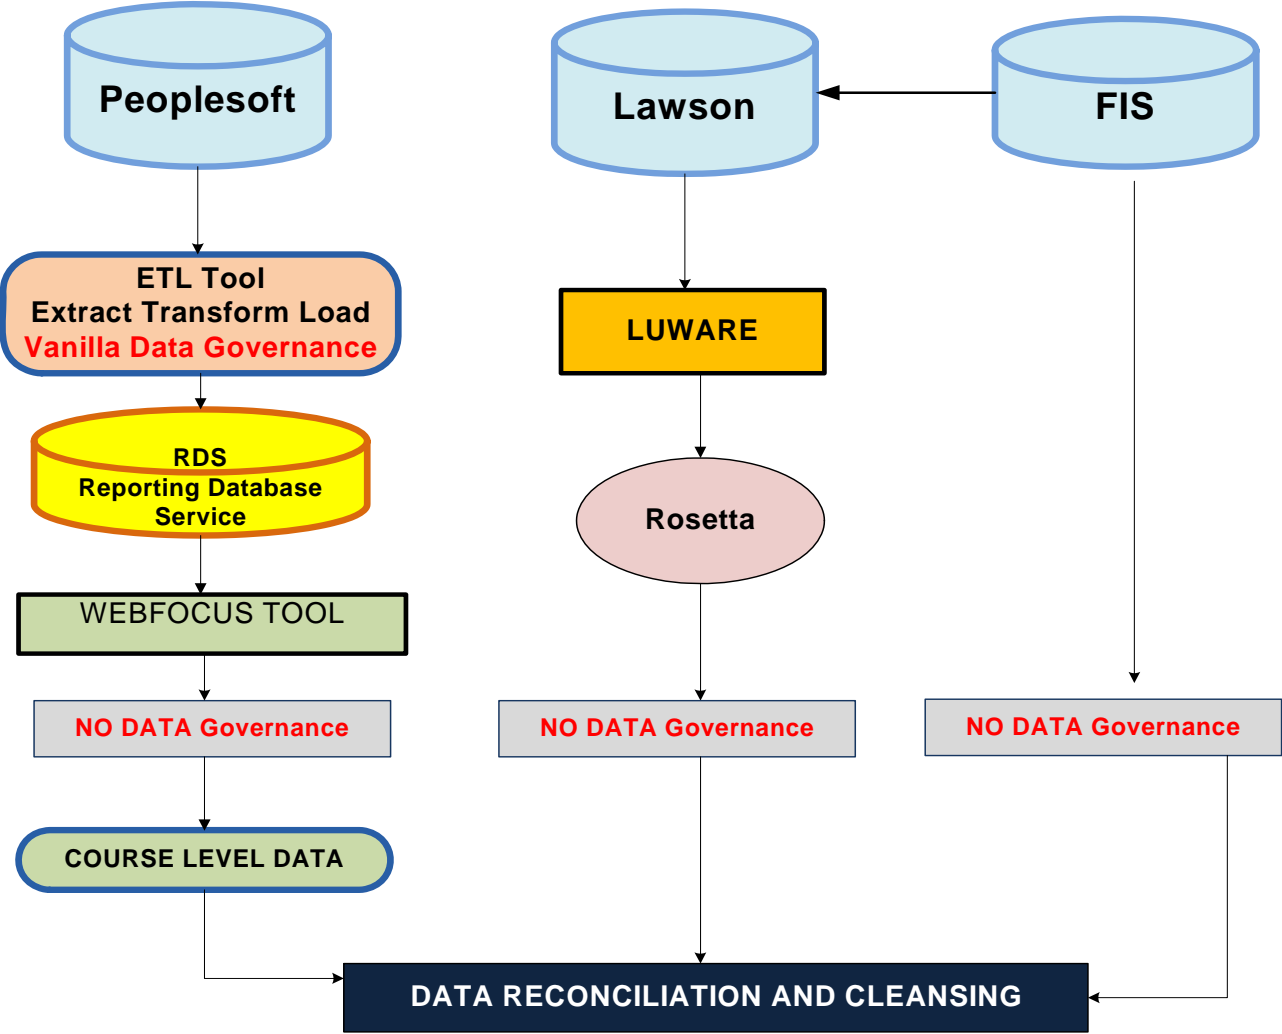 Peoplesoft
Lawson
FIS
ETL Tool
Extract Transform Load
Vanilla Data Governance
LUWARE
RDS
Reporting Database
Service
Rosetta
WEBFOCUS TOOL
NO DATA Governance
NO DATA Governance
NO DATA Governance
COURSE LEVEL DATA
DATA RECONCILIATION AND CLEANSING